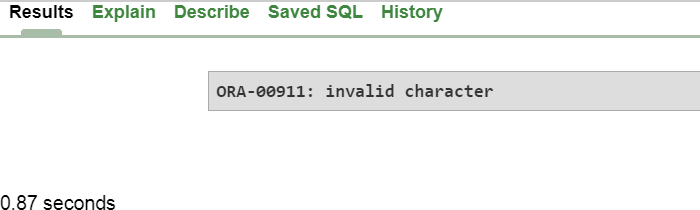 Results Explain Describe Saved SQL History
ORA-00911: invalid character
0.87 seconds